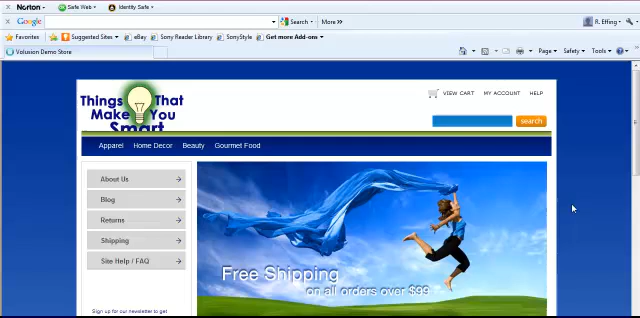 Norton Safe Web Identity Safe
Google Search More »» R. Effing
Favorites Suggested Sites eBay Sony Reader Library SonyStyle Get more Add-ons
Volusion Demo Store Page Safety Tools
Things That
Make You
Smart
VIEW CART MY ACCOUNT HELP
search
Apparel Home Decor Beauty Gourmet Food
About Us
Blog
Returns
Shipping
Site Help / FAQ
Free Shipping
on all orders over $99
Sign up for our newsletter to get